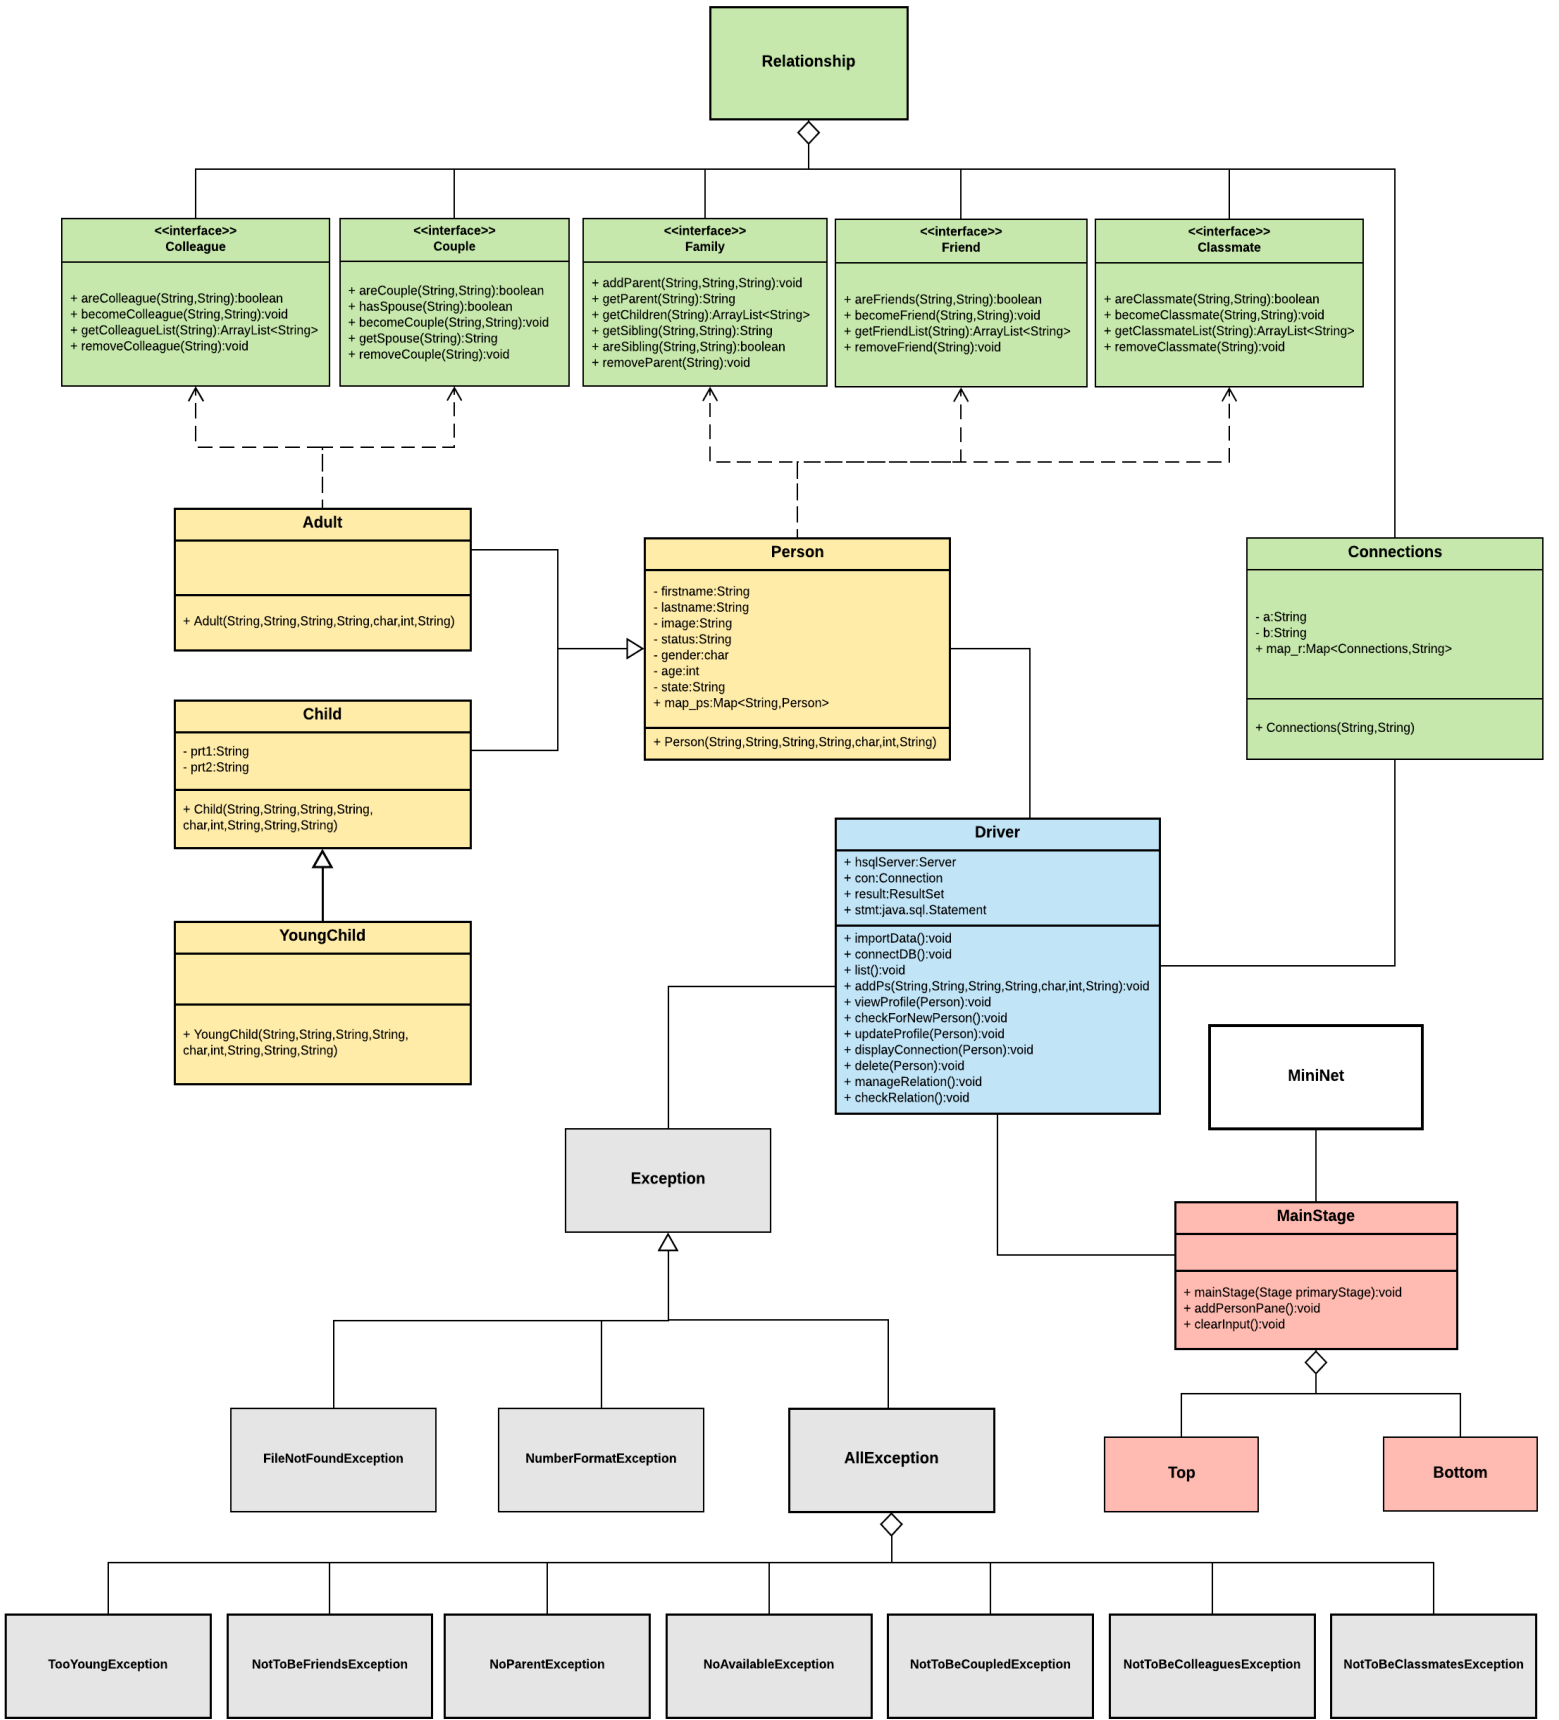 Relationship
<<interface>>
Colleague
+ areColleague(String,String):boolean
+ becomeColleague(String,String):void
+ getColleagueList(String):ArrayList<String>
+ removeColleague(String):void
<<interface>>
Couple
+ areCouple(String,String):boolean
+ hasSpouse(String):boolean
+ becomeCouple(String,String):void
+ getSpouse(String):String
+ removeCouple(String):void
<<interface>>
Family
+ addParent(String,String,String):void
+ getParent(String):String
+ getChildren(String):ArrayList<String>
+ getSibling(String,String):String
+ areSibling(String,String):boolean
+ removeParent(String):void
<<interface>>
Friend
+ areFriends(String,String):boolean
+ becomeFriend(String,String):void
+ getFriendList(String):ArrayList<String>
+ removeFriend(String):void
<<interface>>
Classmate
+ areClassmate(String,String):boolean
+ becomeClassmate(String,String):void
+ getClassmateList(String):ArrayList<String>
+ removeClassmate(String):void
Adult
+ Adult(String,String,String,String,char,int,String)
Person
- firstname:String
- lastname:String
- image:String
- status:String
- gender:char
- age:int
- state:String
+ map_ps:Map<String,Person>
+ Person(String,String,String,String,char,int,String)
Connections
- a:String
- b:String
+ map_r:Map<Connections,String>
+ Connections(String,String)
Child
- prt1:String
- prt2:String
+ Child(String,String,String,String,
char,int,String,String,String)
YoungChild
+ YoungChild(String,String,String,String,
char,int,String,String,String)
Driver
+ hsqlServer:Server
+ con:Connection
+ result:ResultSet
+ stmt:java.sql.Statement
+ importData():void
+ connectDB():void
+ list():void
+ addPs(String,String,String,String,char,int,String):void
+ viewProfile(Person):void
+ checkForNewPerson():void
+ updateProfile(Person):void
+ displayConnection(Person):void
+ delete(Person):void
+ manageRelation():void
+ checkRelation():void
MiniNet
Exception
MainStage
+ mainStage(Stage primaryStage):void
+ addPersonPane():void
+ clearInput():void
FileNotFoundException
NumberFormatException
AllException
Top
Bottom
TooYoungException
NotToBeFriendsException
NoParentException
NoAvailableException
NotToBeCoupledException
NotToBeColleaguesException
NotToBeClassmatesException